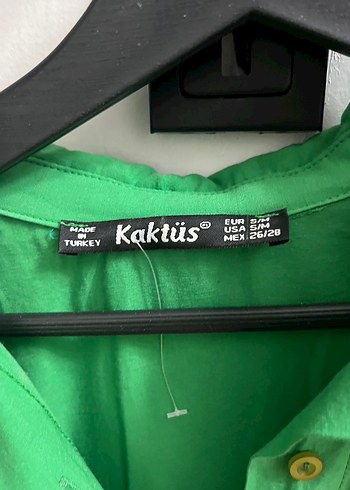 MADE
IN
TURKEY
Kaktüs®
EUR S/M
USA S/M
MEX 26/28